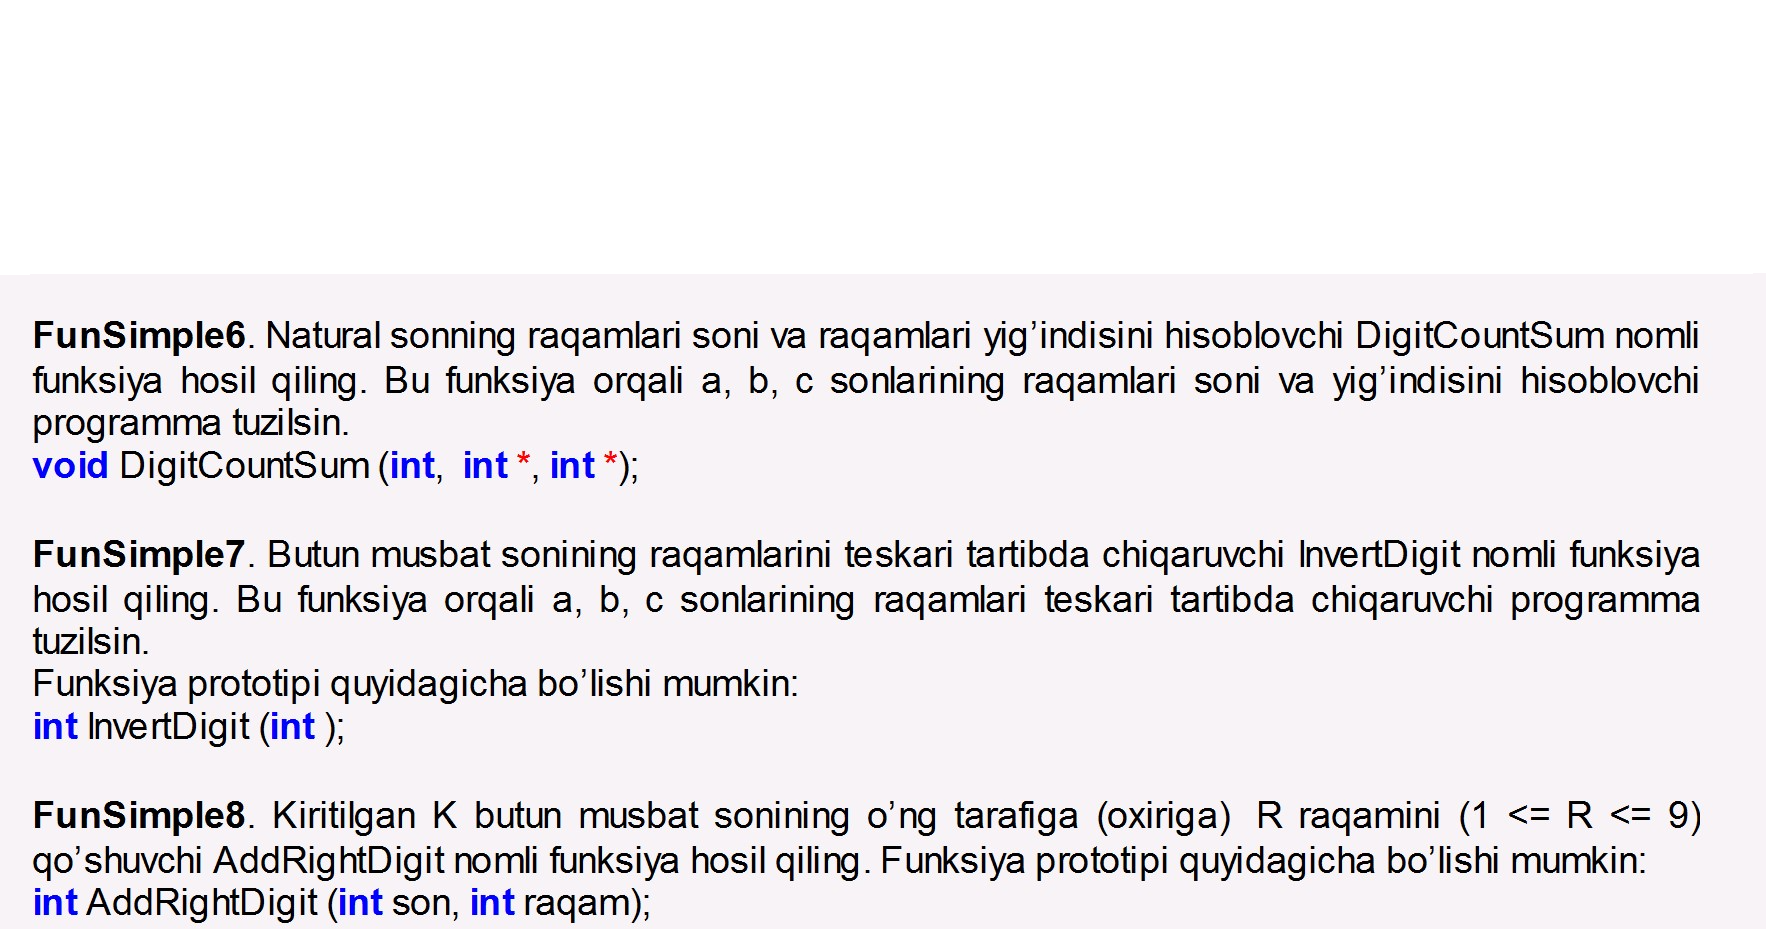 FunSimple6. Natural sonning raqamlari soni va raqamlari yig’indisini hisoblovchi DigitCountSum nomli
funksiya hosil qiling. Bu funksiya orqali a, b, c sonlarining raqamlari soni va yig’indisini hisoblovchi
programma tuzilsin.
void DigitCountSum (int, int *, int *);
FunSimple7. Butun musbat sonining raqamlarini teskari tartibda chiqaruvchi InvertDigit nomli funksiya
hosil qiling. Bu funksiya orqali a, b, c sonlarining raqamlari teskari tartibda chiqaruvchi programma
tuzilsin.
Funksiya prototipi quyidagicha bo’lishi mumkin:
int InvertDigit (int );
FunSimple8. Kiritilgan K butun musbat sonining o’ng tarafiga (oxiriga) R raqamini (1 <= R <= 9)
qo’shuvchi AddRightDigit nomli funksiya hosil qiling. Funksiya prototipi quyidagicha bo’lishi mumkin:
int AddRightDigit (int son, int raqam);